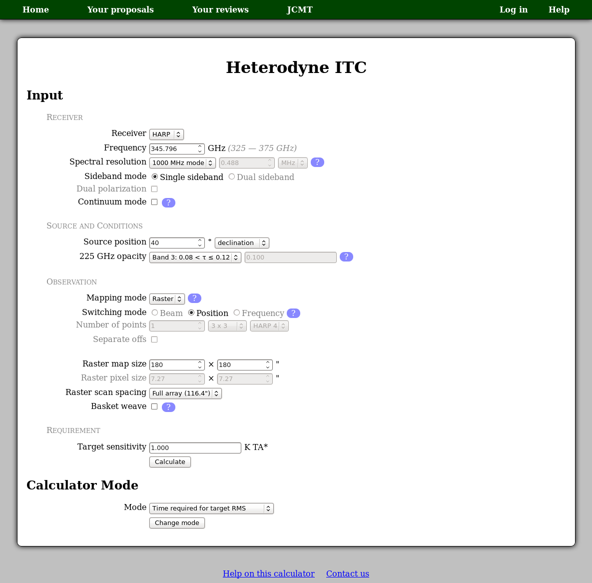 Home Your proposals Your reviews JCMT Log in Help
Heterodyne ITC
Input
Receiver
Receiver HARP
Frequency 345.796 GHz (325 — 375 GHz)
Spectral resolution 1000 MHz mode 0.488 MHz ?
Sideband mode Single sideband Dual sideband
Dual polarization
Continuum mode ?
Source and Conditions
Source position 40 ° declination
225 GHz opacity Band 3: 0.08 < τ ≤ 0.12 0.100 ?
Observation
Mapping mode Raster ?
Switching mode Beam Position Frequency ?
Number of points 1 3 x 3 HARP 4
Separate offs
Raster map size 180 × 180 "
Raster pixel size 7.27 × 7.27 "
Raster scan spacing Full array (116.4")
Basket weave ?
Requirement
Target sensitivity 1.000 K TA*
Calculate
Calculator Mode
Mode Time required for target RMS
Change mode
Help on this calculator Contact us